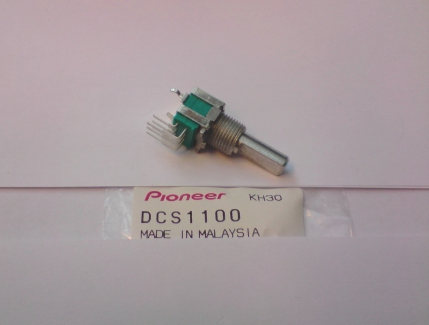 Pioneer KH30
DCS1100
MADE IN MALAYSIA